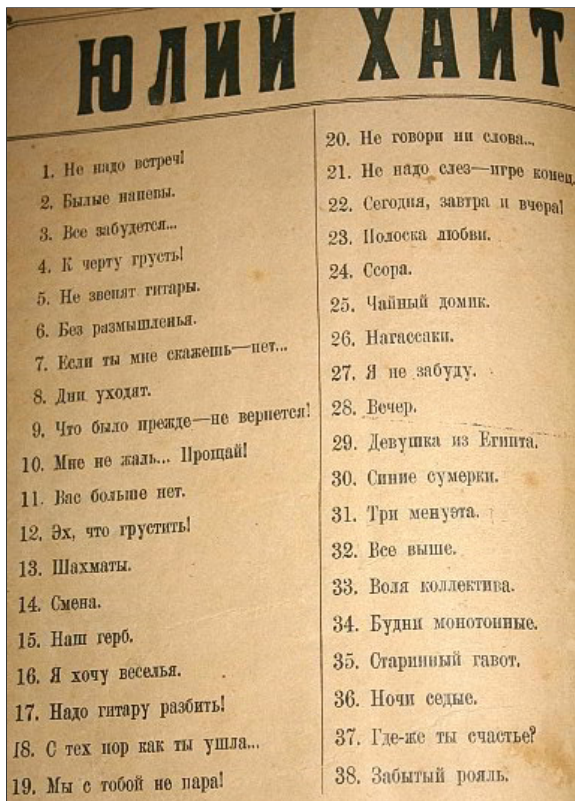 ЮЛИЙ ХАИТ
1. Не надо встреч!
2. Былые напевы.
3. Все забудется...
4. К черту грусть!
5. Не звенят гитары.
6. Без размышленья.
7. Если ты мне скажешь—нет...
8. Дни уходят.
9. Что было прежде—не вернется!
10. Мне не жаль... Прощай!
11. Вас больше нет.
12. Эх, что грустить!
13. Шахматы.
14. Смена.
15. Наш герб.
16. Я хочу веселья.
17. Надо гитару разбить!
18. С тех пор как ты ушла...
19. Мы с тобой не пара!
20. Не говори ни слова...
21. Не надо слез—игре конец.
22. Сегодня, завтра и вчера!
23. Полоска любви.
24. Ссора.
25. Чайный домик.
26. Нагассаки.
27. Я не забуду.
28. Вечер.
29. Девушка из Египта.
30. Синие сумерки.
31. Три менуэта.
32. Все выше.
33. Воля коллектива.
34. Будни монотонные.
35. Старинный гавот.
36. Ночи седые.
37. Где-же ты счастье?
38. Забытый рояль.